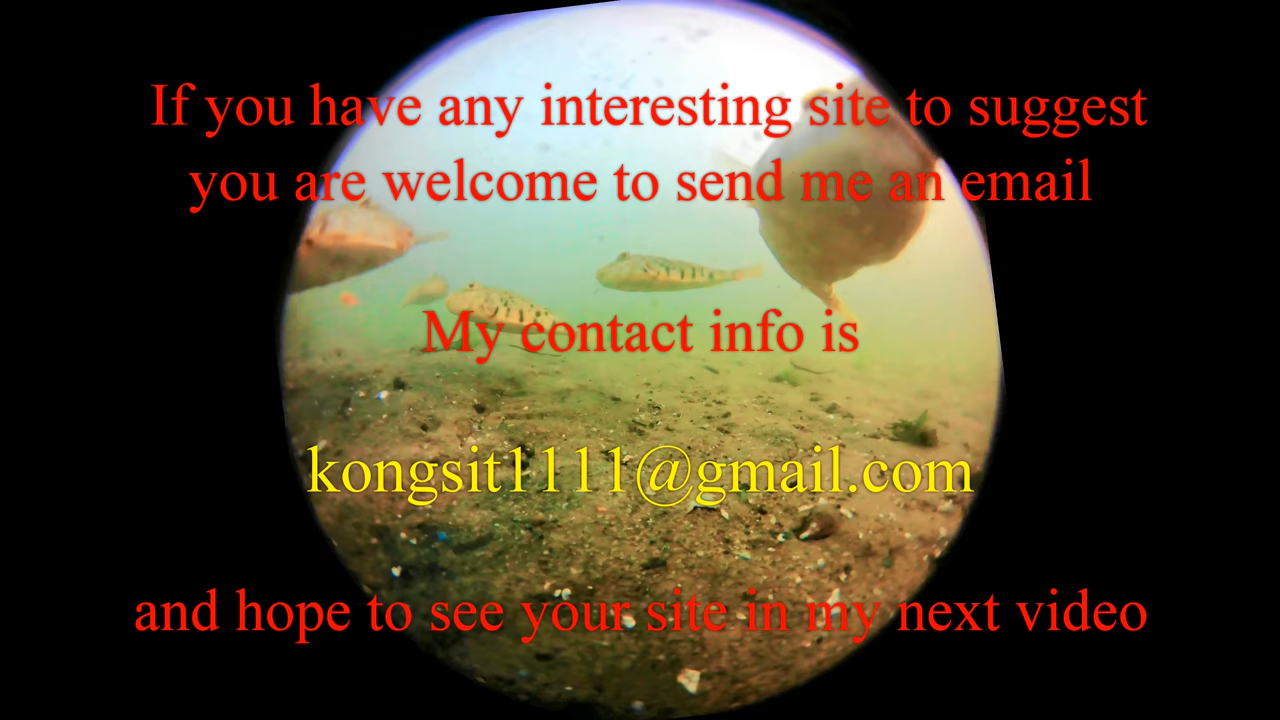 If you have any interesting site to suggest
you are welcome to send me an email
My contact info is
kongsit1111@gmail.com
and hope to see your site in my next video